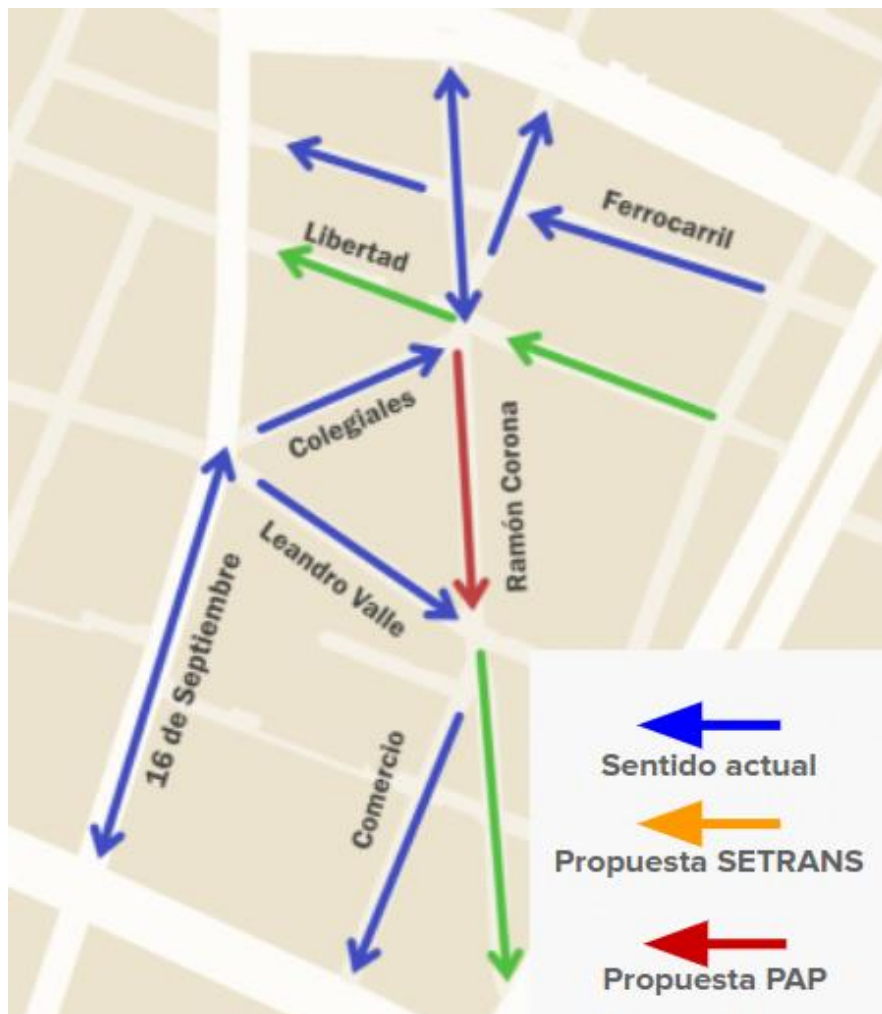 Ferrocarril
Libertad
Colegiales
Ramón Corona
Leandro Valle
16 de Septiembre
Comercio
Sentido actual
Propuesta SETRANS
Propuesta PAP